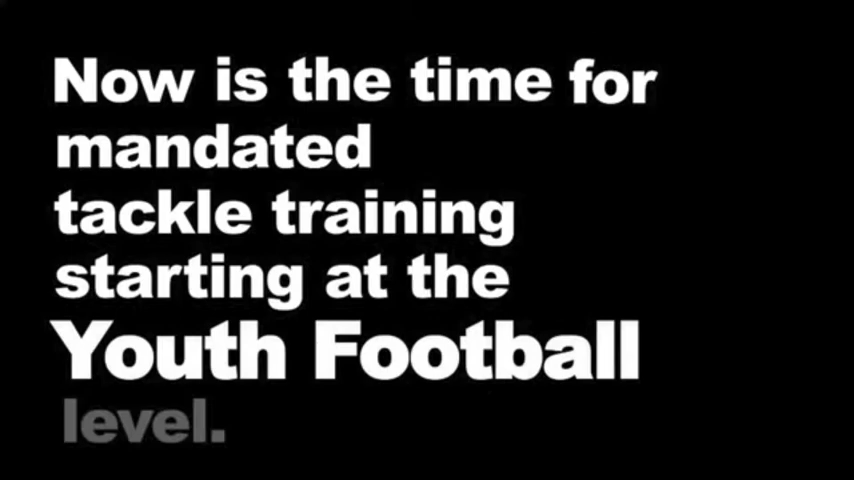 Now is the time for
mandated
tackle training
starting at the
Youth Football
level.